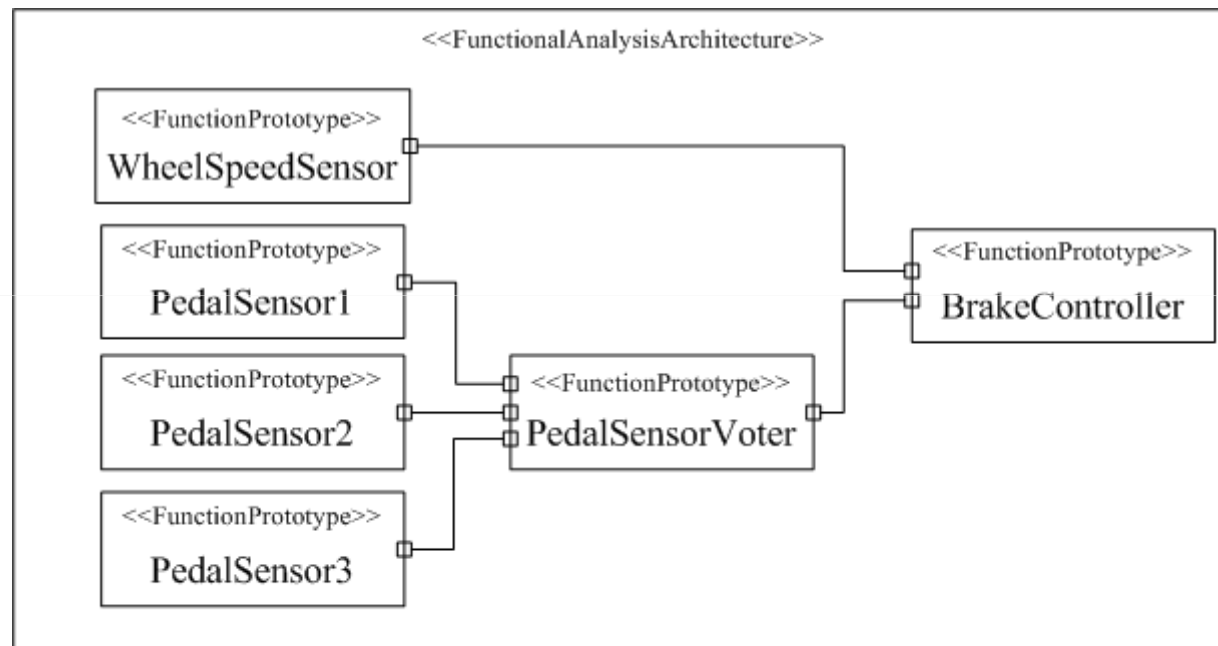 <<FunctionalAnalysisArchitecture>>
<<FunctionPrototype>>
WheelSpeedSensor
<<FunctionPrototype>>
PedalSensor1
<<FunctionPrototype>>
BrakeController
<<FunctionPrototype>>
PedalSensor2
<<FunctionPrototype>>
PedalSensorVoter
<<FunctionPrototype>>
PedalSensor3